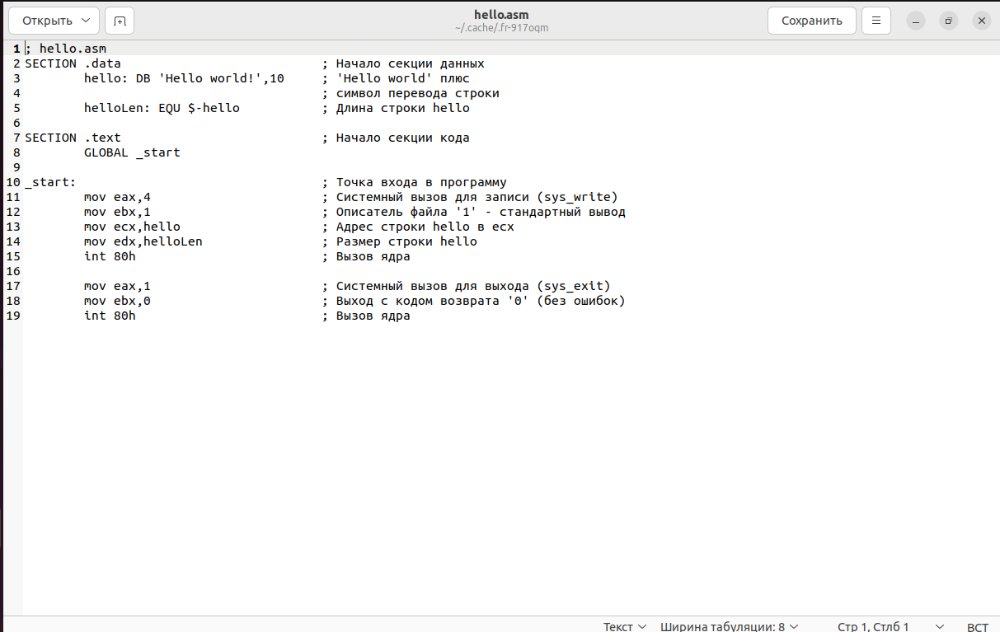 Открыть
hello.asm
~/.cache/.fr-917oqm
Сохранить
1 ; hello.asm
2 SECTION .data ; Начало секции данных
3 hello: DB 'Hello world!',10 ; 'Hello world' плюс
4 ; символ перевода строки
5 helloLen: EQU $-hello ; Длина строки hello
6
7 SECTION .text ; Начало секции кода
8 GLOBAL _start
9
10 _start: ; Точка входа в программу
11 mov eax,4 ; Системный вызов для записи (sys_write)
12 mov ebx,1 ; Описатель файла '1' - стандартный вывод
13 mov ecx,hello ; Адрес строки hello в ecx
14 mov edx,helloLen ; Размер строки hello
15 int 80h ; Вызов ядра
16
17 mov eax,1 ; Системный вызов для выхода (sys_exit)
18 mov ebx,0 ; Выход с кодом возврата '0' (без ошибок)
19 int 80h ; Вызов ядра
Текст Ширина табуляции: 8 Стр 1, Стлб 1 ВСТ